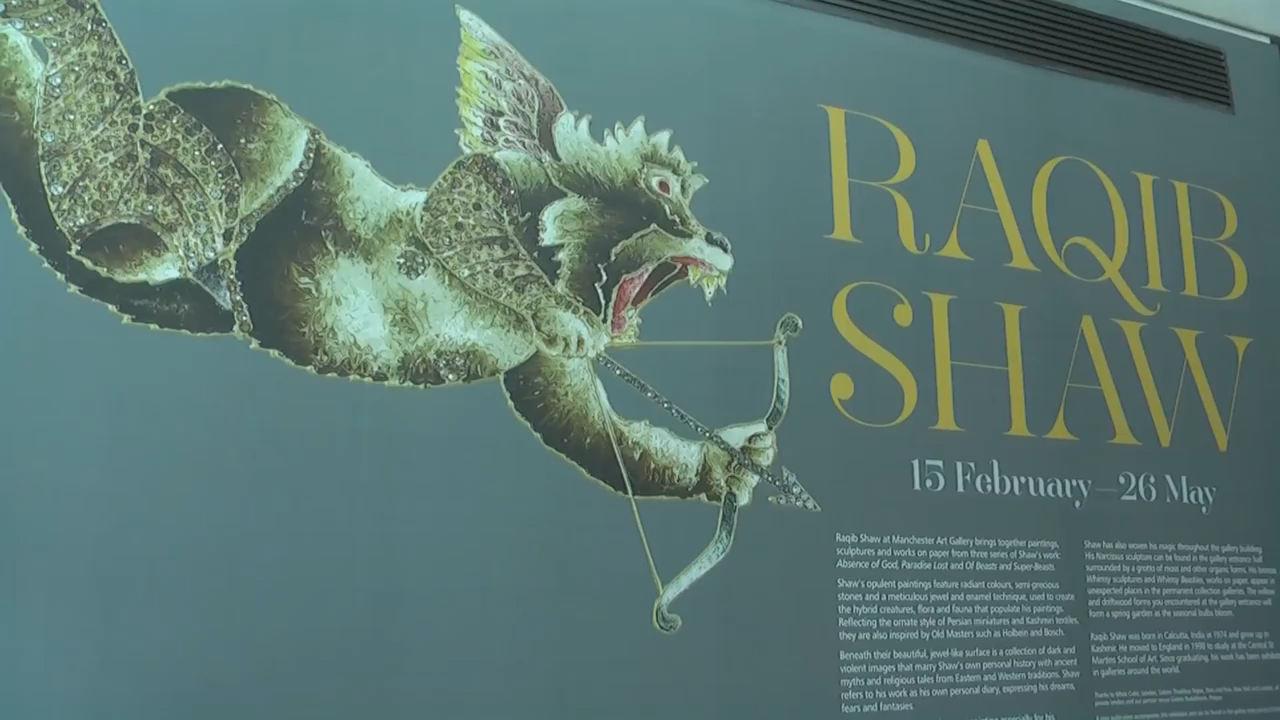 RAQIB
SHAW
15 February – 26 May
Raqib Shaw at Manchester Art Gallery brings together paintings,
sculptures and works on paper from three series of Shaw's work:
Absence of God, Paradise Lost and Of Beasts and Super-Beasts.
Shaw's opulent paintings feature radiant colours, semi-precious
stones and a meticulous jewel and enamel technique, used to create
the hybrid creatures, flora and fauna that populate his paintings.
Reflecting the ornate style of Persian miniatures and Kashmiri textiles,
they are also inspired by Old Masters such as Holbein and Bosch.
Beneath their beautiful, jewel-like surface is a collection of dark and
violent images that marry Shaw's own personal history with ancient
myths and religious tales from Eastern and Western traditions. Shaw
refers to his work as his own personal diary, expressing his dreams,
fears and fantasies.
especially for his
Shaw has also woven his magic throughout the gallery building.
His Narcissus sculpture can be found in the gallery entrance hall
surrounded by a grotto of moss and other organic forms. His
Whimsy sculptures and Whimsy Beasties, works on paper, appear in
unexpected places in the permanent collection galleries. The willow
and driftwood forms you encountered at the gallery entrance will
form a spring garden as the seasonal bulbs bloom.
Raqib Shaw was born in Calcutta, India in 1974 and grew up in
Kashmir. He moved to England in 1998 to study at the Central St
Martins School of Art. Since graduating, his work has been
in galleries around the world.